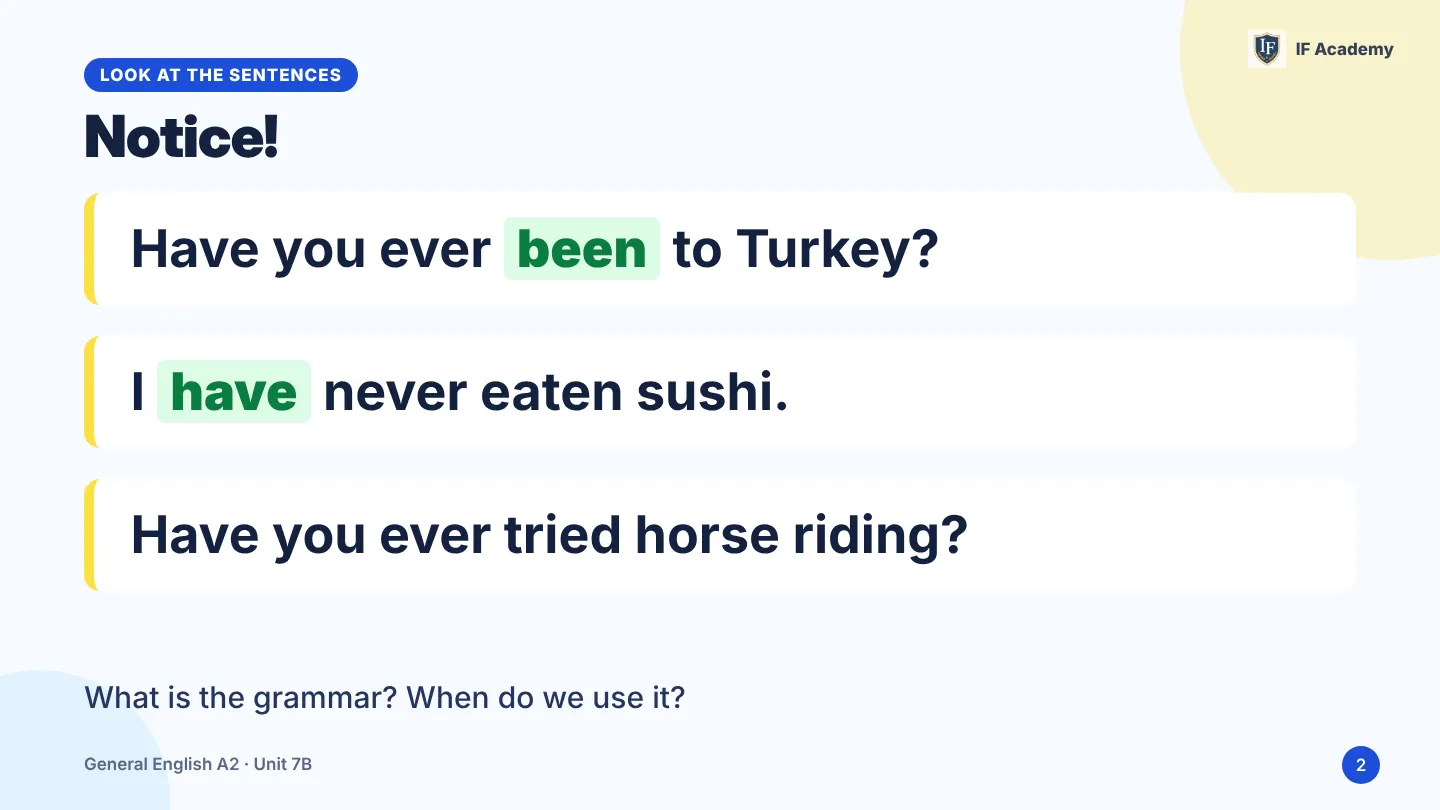 IF Academy
LOOK AT THE SENTENCES
Notice!
Have you ever been to Turkey?
I have never eaten sushi.
Have you ever tried horse riding?
What is the grammar? When do we use it?
General English A2 · Unit 7B
2